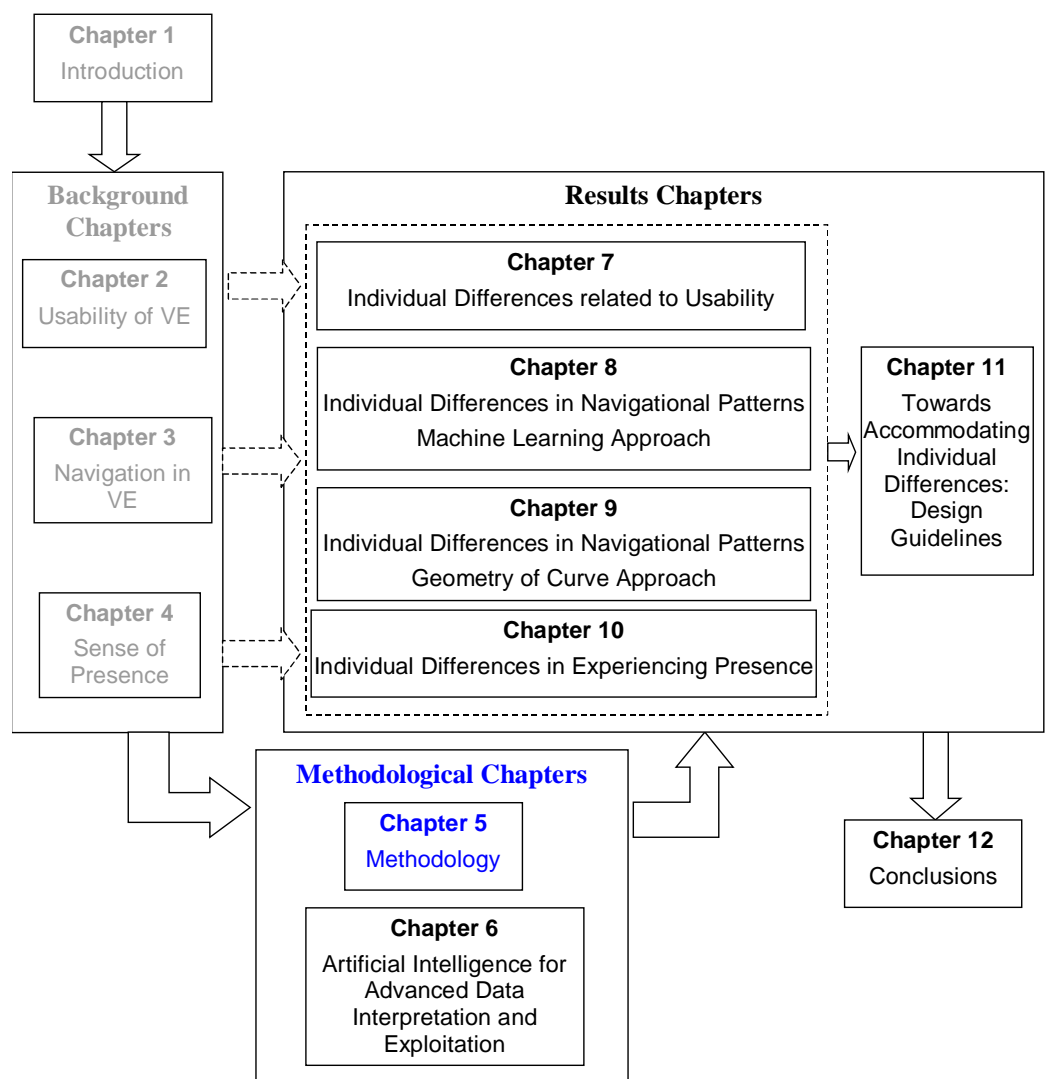 Chapter 1
Introduction
Background
Chapters
Chapter 2
Usability of VE
Chapter 3
Navigation in
VE
Chapter 4
Sense of
Presence
Results Chapters
Chapter 7
Individual Differences related to Usability
Chapter 8
Individual Differences in Navigational Patterns
Machine Learning Approach
Chapter 9
Individual Differences in Navigational Patterns
Geometry of Curve Approach
Chapter 10
Individual Differences in Experiencing Presence
Chapter 11
Towards
Accommodating
Individual
Differences:
Design
Guidelines
Methodological Chapters
Chapter 5
Methodology
Chapter 6
Artificial Intelligence for
Advanced Data
Interpretation and
Exploitation
Chapter 12
Conclusions